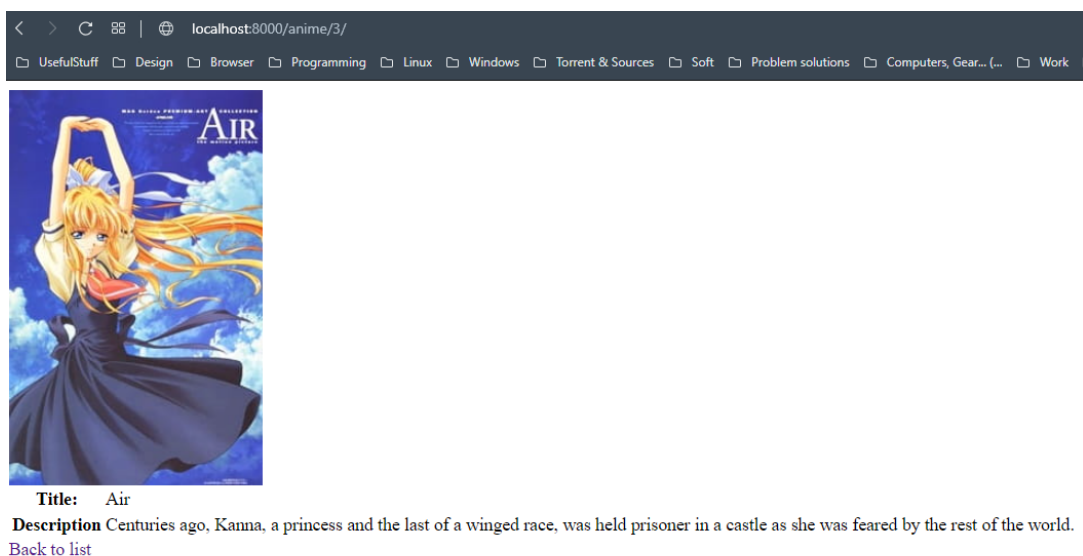 localhost:8000/anime/3/
UsefulStuff Design Browser Programming Linux Windows Torrent & Sources Soft Problem solutions Computers, Gear... (... Work
AIR
the motion picture
Title: Air
Description Centuries ago, Kanna, a princess and the last of a winged race, was held prisoner in a castle as she was feared by the rest of the world.
Back to list